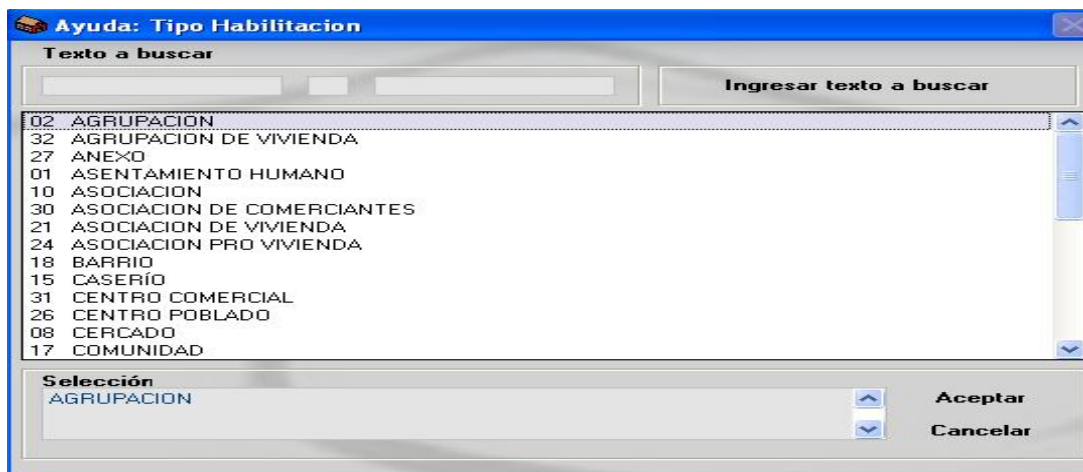 Ayuda: Tipo Habilitacion
Texto a buscar
Ingresar texto a buscar
02 AGRUPACION
32 AGRUPACION DE VIVIENDA
27 ANEXO
01 ASENTAMIENTO HUMANO
10 ASOCIACION
30 ASOCIACION DE COMERCIANTES
21 ASOCIACION DE VIVIENDA
24 ASOCIACION PRO VIVIENDA
18 BARRIO
15 CASERÍO
31 CENTRO COMERCIAL
26 CENTRO POBLADO
08 CERCADO
17 COMUNIDAD
Selección
AGRUPACION
Aceptar
Cancelar